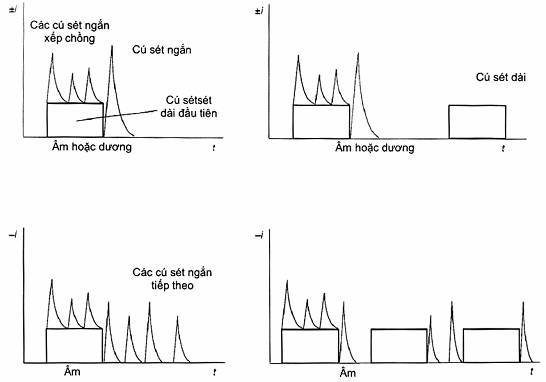 ±i
Các cú sét ngắn
xếp chồng
Cú sét ngắn
Cú sétsét
dài đầu tiên
Âm hoặc dương
t
±i
Cú sét dài
Âm hoặc dương
t
–i
Các cú sét ngắn
tiếp theo
Âm
t
–i
Âm
t